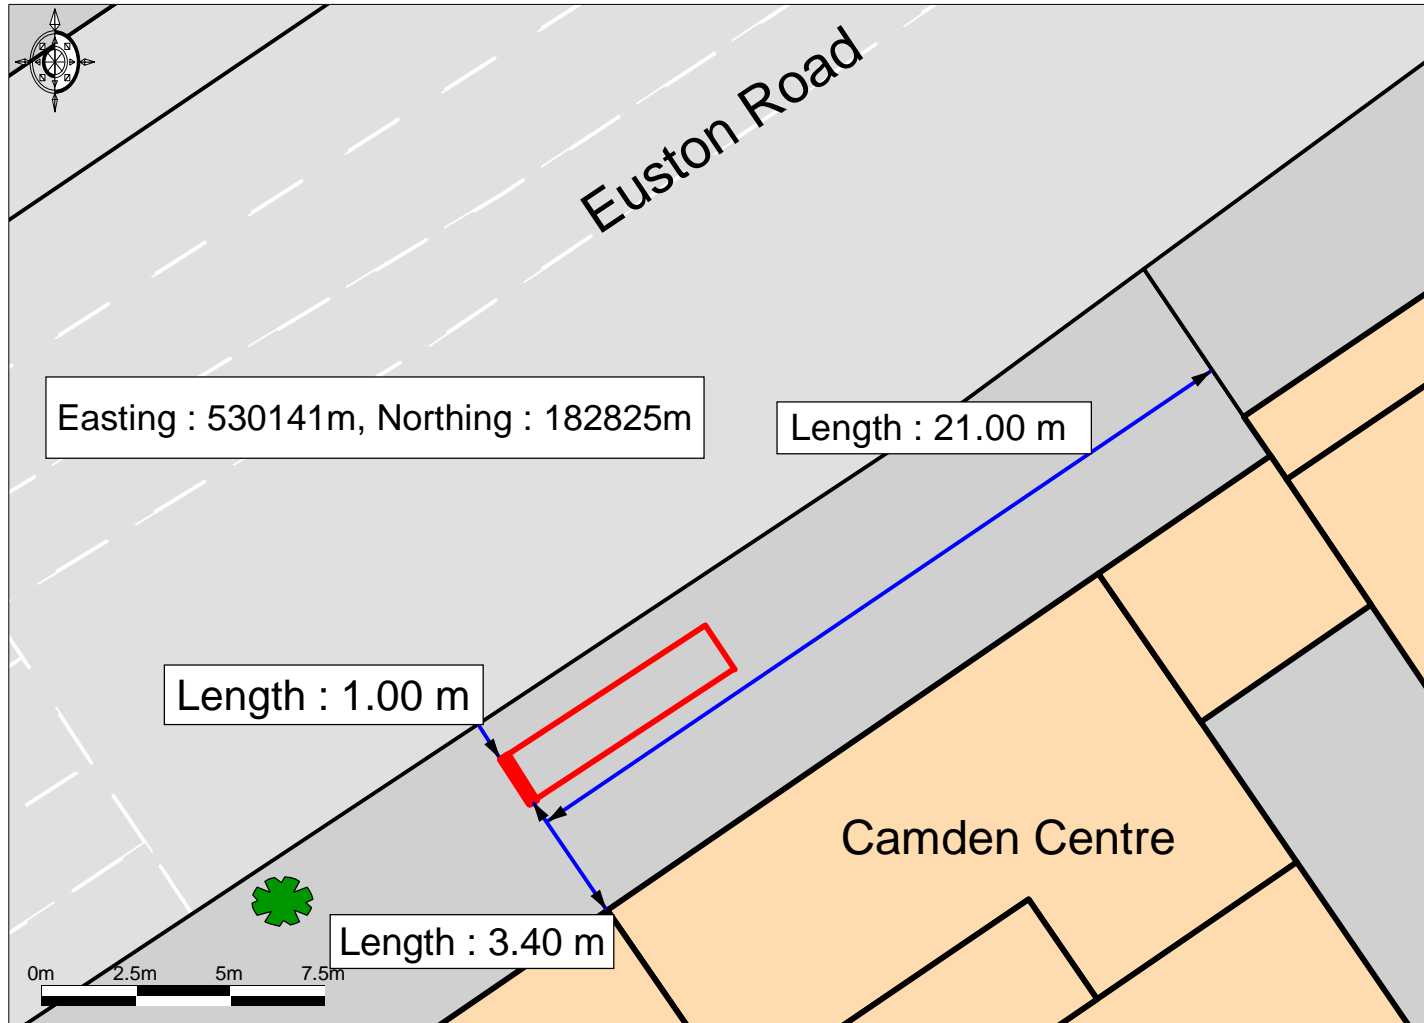 Euston Road
Easting : 530141m, Northing : 182825m
Length : 21.00 m
Length : 1.00 m
Camden Centre
Length : 3.40 m
0m 2.5m 5m 7.5m